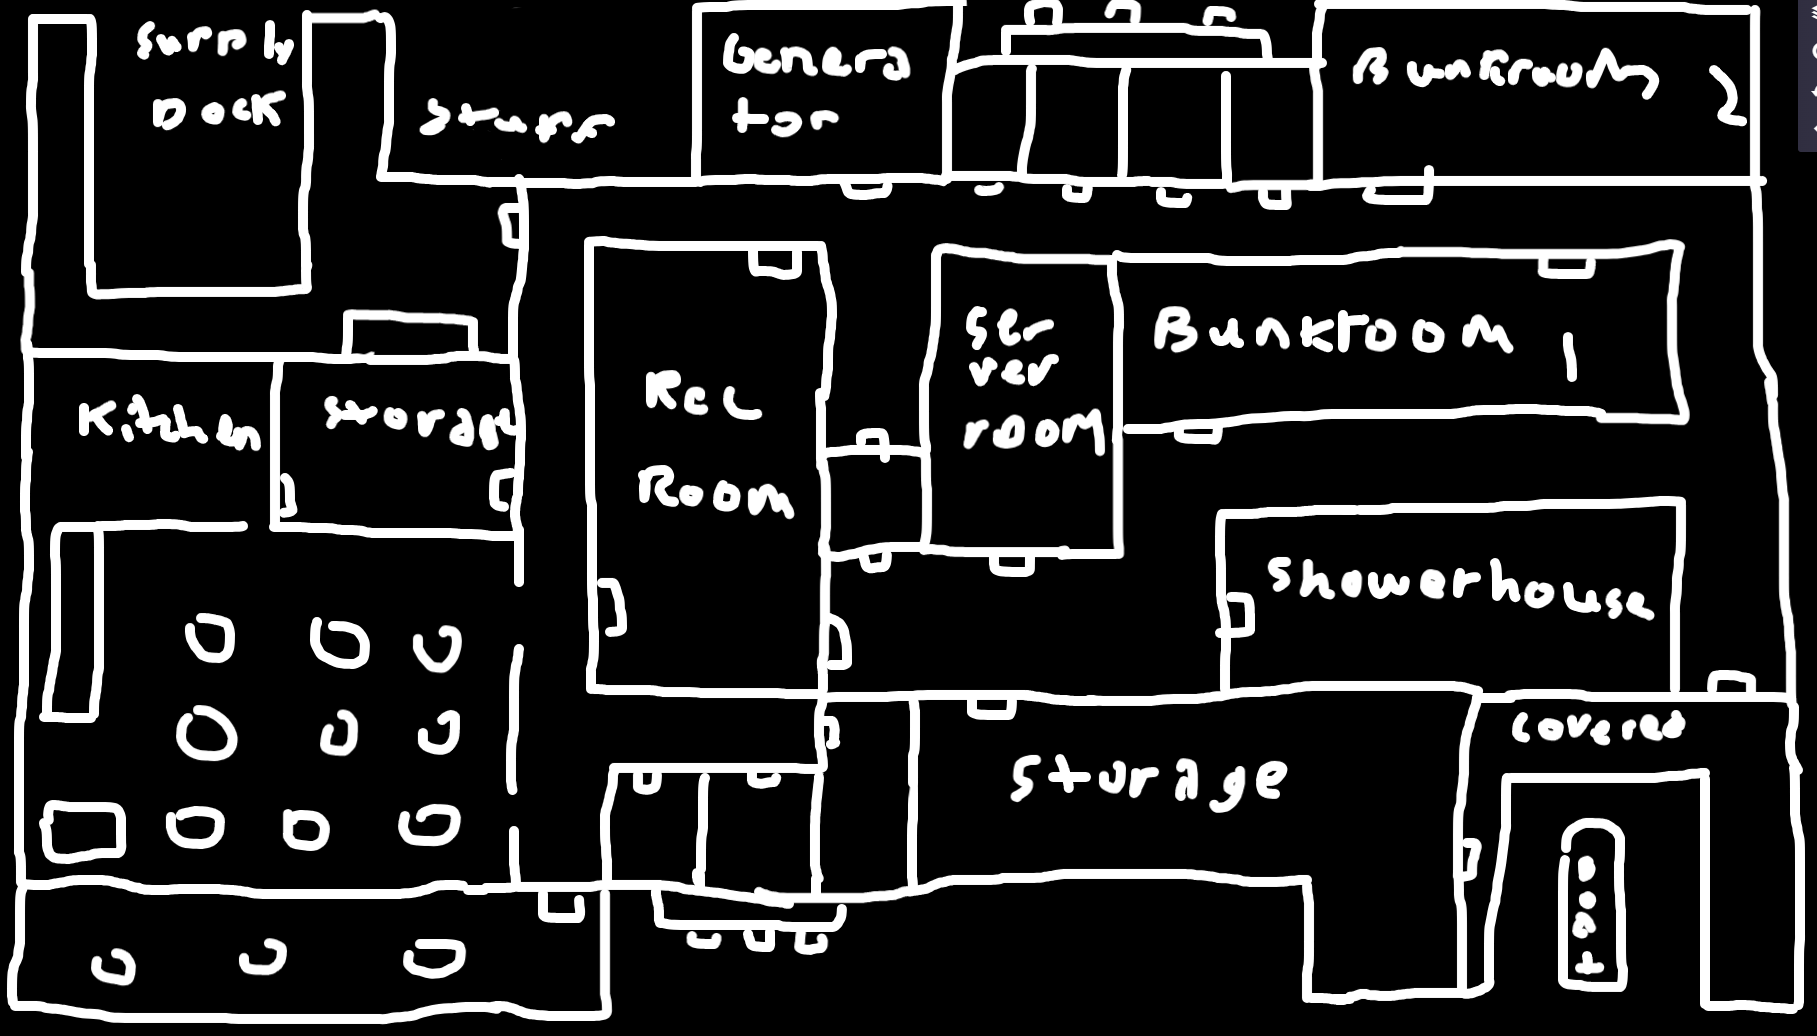 Supply
Dock
Stuff
Genera
tor
Bunkroom 2
Kitchen
Storage
Rec
Room
Ser
ver
room
Bunkroom 1
Showerhouse
Storage
Covered
Boat